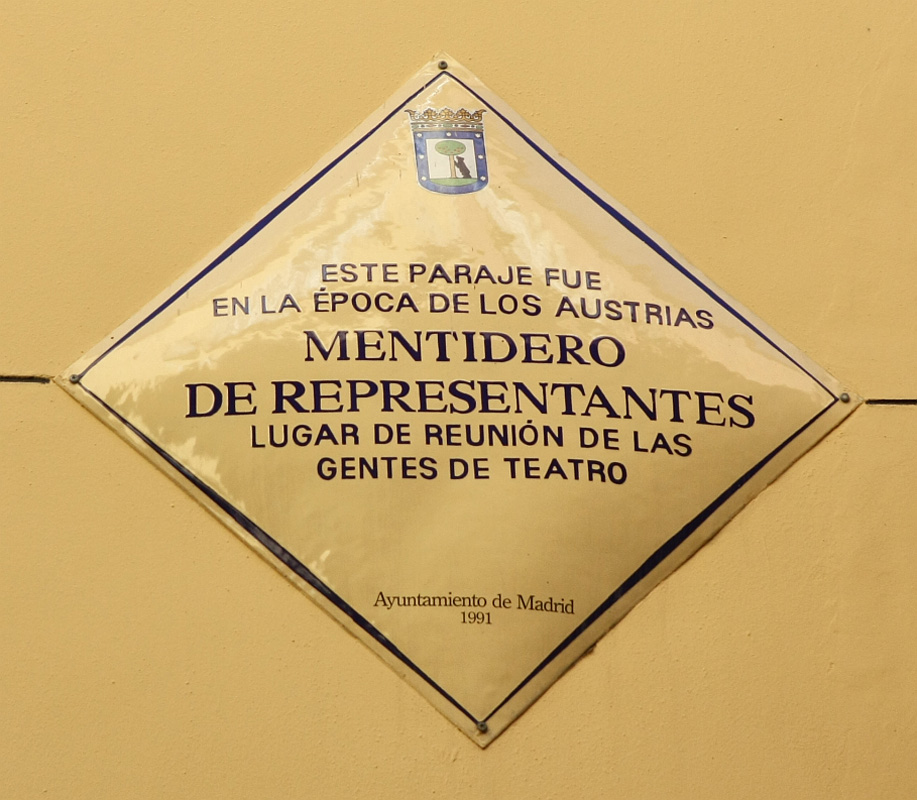 ESTE PARAJE FUE
EN LA ÉPOCA DE LOS AUSTRIAS
MENTIDERO
DE REPRESENTANTES
LUGAR DE REUNIÓN DE LAS
GENTES DE TEATRO
Ayuntamiento de Madrid
1991